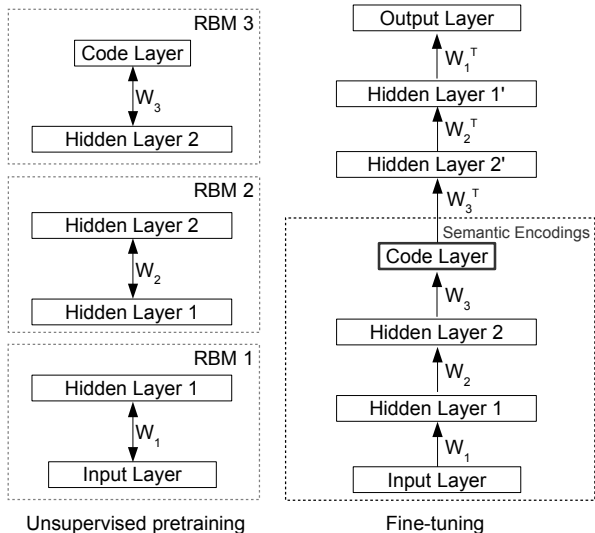 RBM 3
Code Layer
W3
Hidden Layer 2
RBM 2
Hidden Layer 2
W2
Hidden Layer 1
RBM 1
Hidden Layer 1
W1
Input Layer
Unsupervised pretraining
Output Layer
W1T
Hidden Layer 1'
W2T
Hidden Layer 2'
W3T
Semantic Encodings
Code Layer
W3
Hidden Layer 2
W2
Hidden Layer 1
W1
Input Layer
Fine-tuning